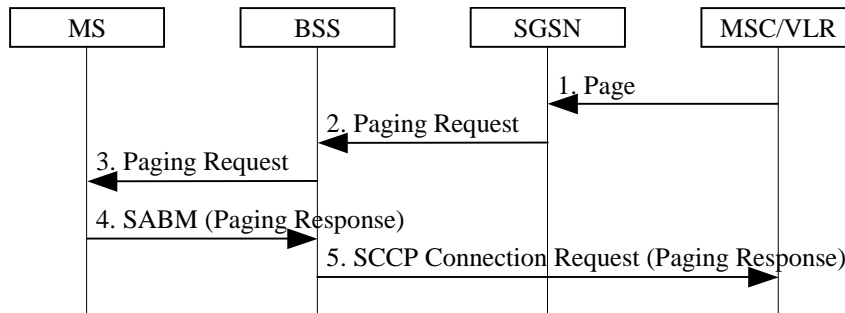 MS
BSS
SGSN
MSC/VLR
1. Page
2. Paging Request
3. Paging Request
4. SABM (Paging Response)
5. SCCP Connection Request (Paging Response)